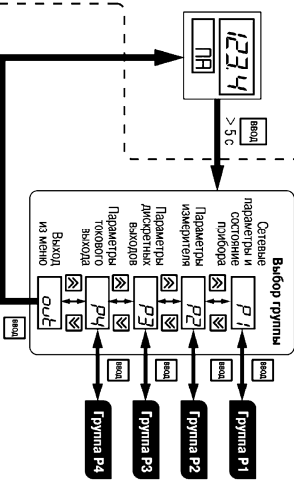 123.4
ПА
ВВОД
> 5 с
Выбор группы
Сетевые
параметры и
состояние
прибора
P1
ВВОД
Группа P1
Параметры
измерителя
P2
ВВОД
Группа P2
Параметры
дискретных
выходов
P3
ВВОД
Группа P3
Параметры
токового
выхода
P4
ВВОД
Группа P4
Выход
из меню
out
ВВОД